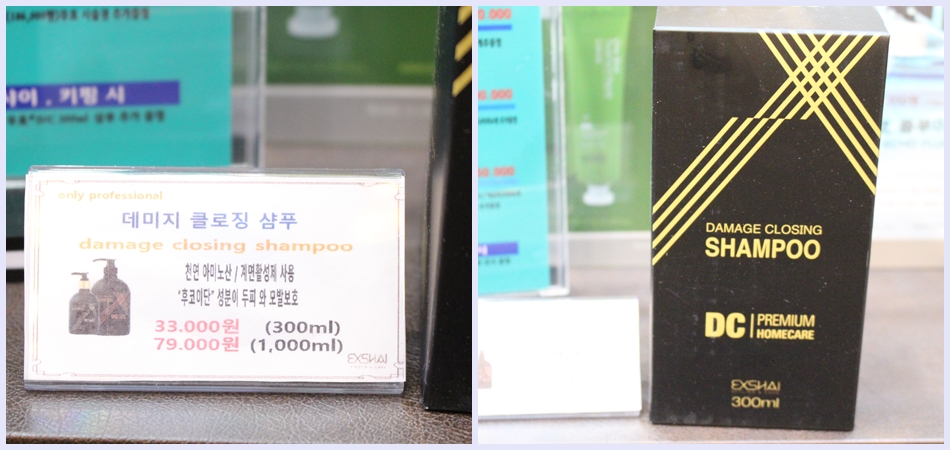 only professional
데미지 클로징 샴푸
damage closing shampoo
천연 아미노산 / 계면활성제 사용
"후코이단" 성분이 두피 와 모발보호
33.000원 (300ml)
79.000원 (1,000ml)
EXSHAI
DAMAGE CLOSING
SHAMPOO
DC PREMIUM
HOMECARE
EXSHAI
300ml